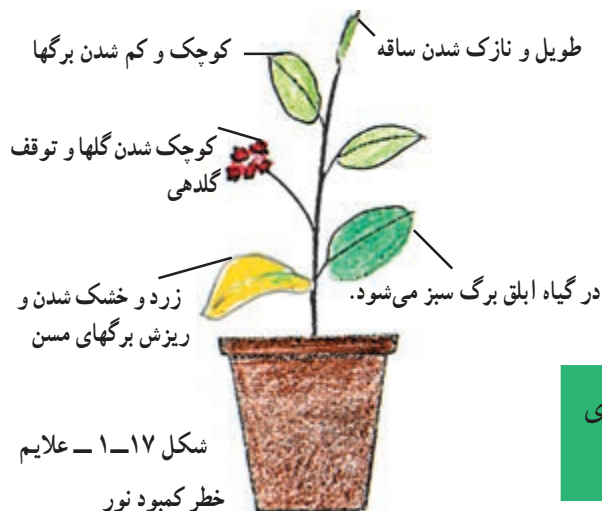 طویل و نازک شدن ساقه
کوچک و کم شدن برگها
کوچک شدن گلها و توقف
گلدهی
در گیاه ابلق برگ سبز می‌شود.
زرد و خشک شدن و
ریزش برگهای مسن
شکل ۱۷ــ۱ ــ علایم
خطر کمبود نور